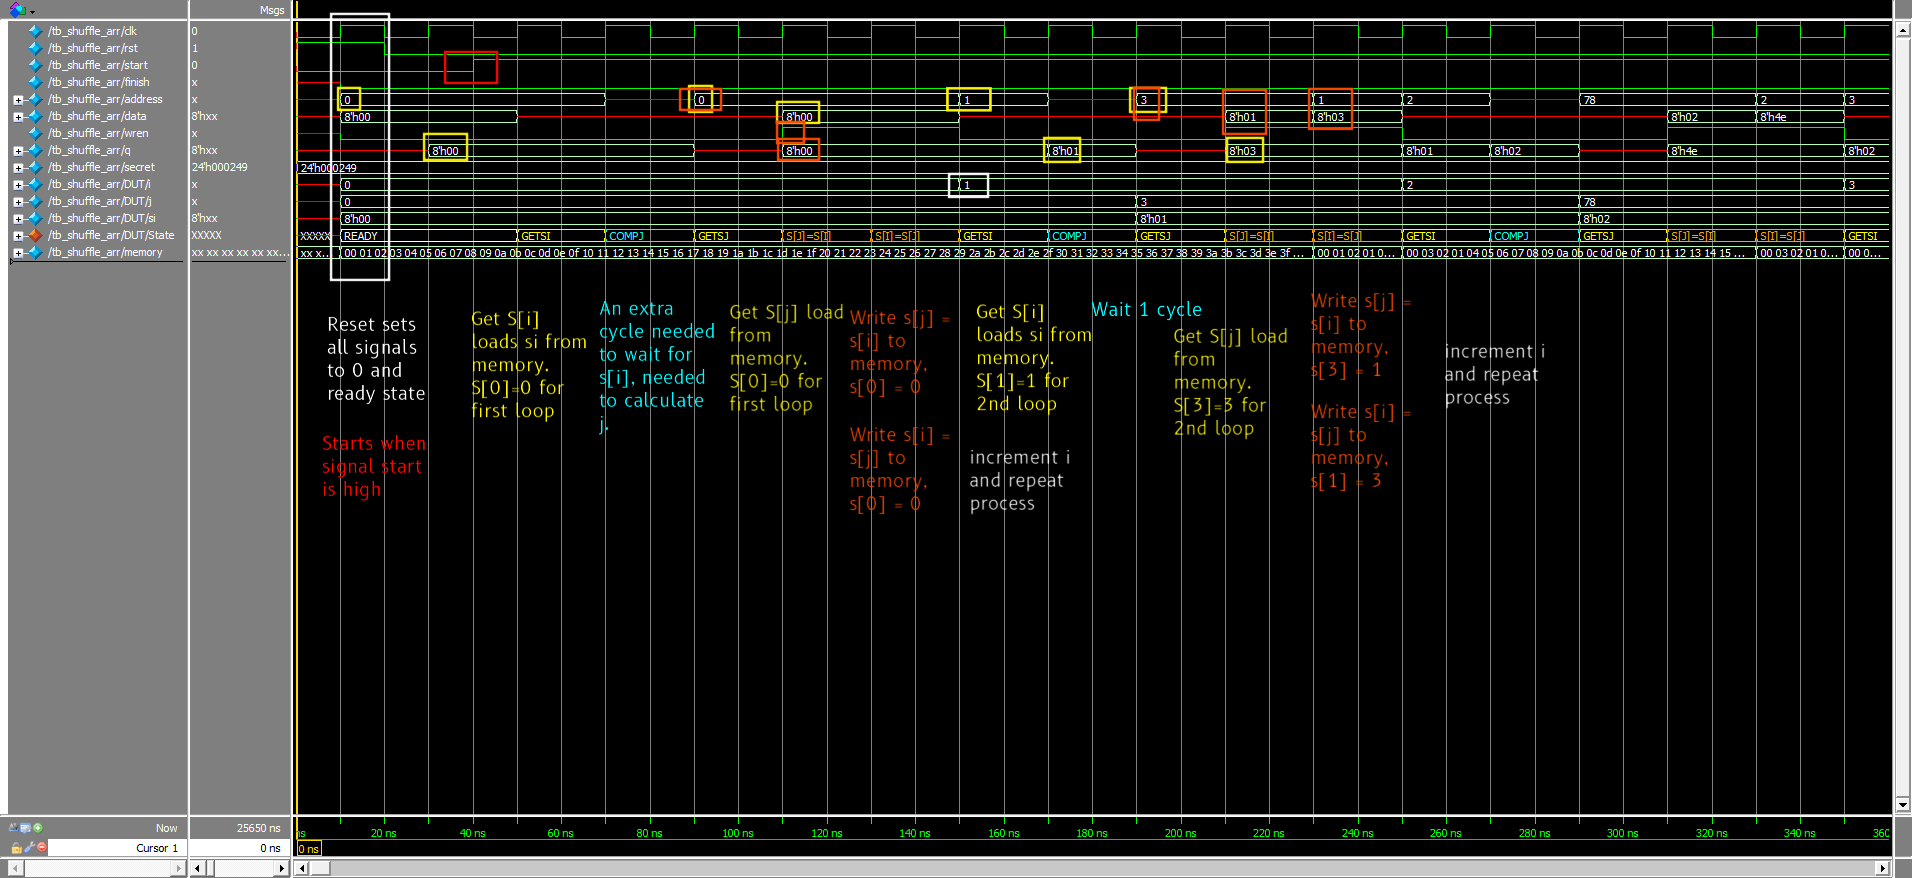 Msgs
/tb_shuffle_arr/clk 0
/tb_shuffle_arr/rst 1
/tb_shuffle_arr/start 0
/tb_shuffle_arr/finish x
/tb_shuffle_arr/address x 0 0 1 3 1 2 78 2 3
/tb_shuffle_arr/data 8'hxx 8'h00 8'h00 8'h01 8'h03 8'h02 8'h4e
/tb_shuffle_arr/wren x
/tb_shuffle_arr/q 8'hxx 8'h00 8'h00 8'h01 8'h03 8'h01 8'h02 8'h4e 8'h02
/tb_shuffle_arr/secret 24'h000249 24'h000249
/tb_shuffle_arr/DUT/i x 0 1 2 3
/tb_shuffle_arr/DUT/j x 0 3 78
/tb_shuffle_arr/DUT/si 8'hxx 8'h00 8'h01 8'h02
/tb_shuffle_arr/DUT/State XXXXX XXXXX READY GETSI COMPJ GETSJ S[J]=S[I] S[I]=S[J] GETSI COMPJ GETSJ S[J]=S[I] S[I]=S[J] GETSI COMPJ GETSJ S[J]=S[I] S[I]=S[J] GETSI
/tb_shuffle_arr/memory xx xx xx xx xx xx... xx x... 00 01 02 03 04 05 06 07 08 09 0a 0b 0c 0d 0e 0f 10 11 12 13 14 15 16 17 18 19 1a 1b 1c 1d 1e 1f 20 21 22 23 24 25 26 27 28 29 2a 2b 2c 2d 2e 2f 30 31 32 33 34 35 36 37 38 39 3a 3b 3c 3d 3e 3f ... 00 01 02 01 0... 00 03 02 01 04 05 06 07 08 09 0a 0b 0c 0d 0e 0f 10 11 12 13 14 15 ... 00 03 02 01 0... 00 0...
Reset sets
all signals
to 0 and
ready state
Starts when
signal start
is high
Get S[i]
loads si from
memory.
S[0]=0 for
first loop
An extra
cycle needed
to wait for
s[i], needed
to calculate
j.
Get S[j] load
from
memory.
S[0]=0 for
first loop
Write s[j] =
s[i] to
memory,
s[0] = 0
Write s[i] =
s[j] to
memory,
s[0] = 0
Get S[i]
loads si from
memory.
S[1]=1 for
2nd loop
increment i
and repeat
process
Wait 1 cycle
Get S[j] load
from
memory.
S[3]=3 for
2nd loop
Write s[j] =
s[i] to
memory,
s[3] = 1
Write s[i] =
s[j] to
memory,
s[1] = 3
increment i
and repeat
process
Now 25650 ns ns 20 ns 40 ns 60 ns 80 ns 100 ns 120 ns 140 ns 160 ns 180 ns 200 ns 220 ns 240 ns 260 ns 280 ns 300 ns 320 ns 340 ns 360
Cursor 1 0 ns 0 ns